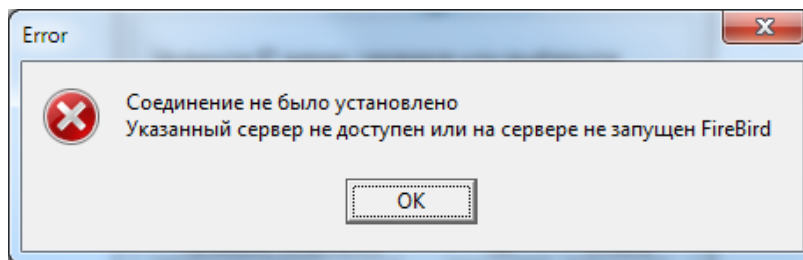 Error
Соединение не было установлено
Указанный сервер не доступен или на сервере не запущен FireBird
OK